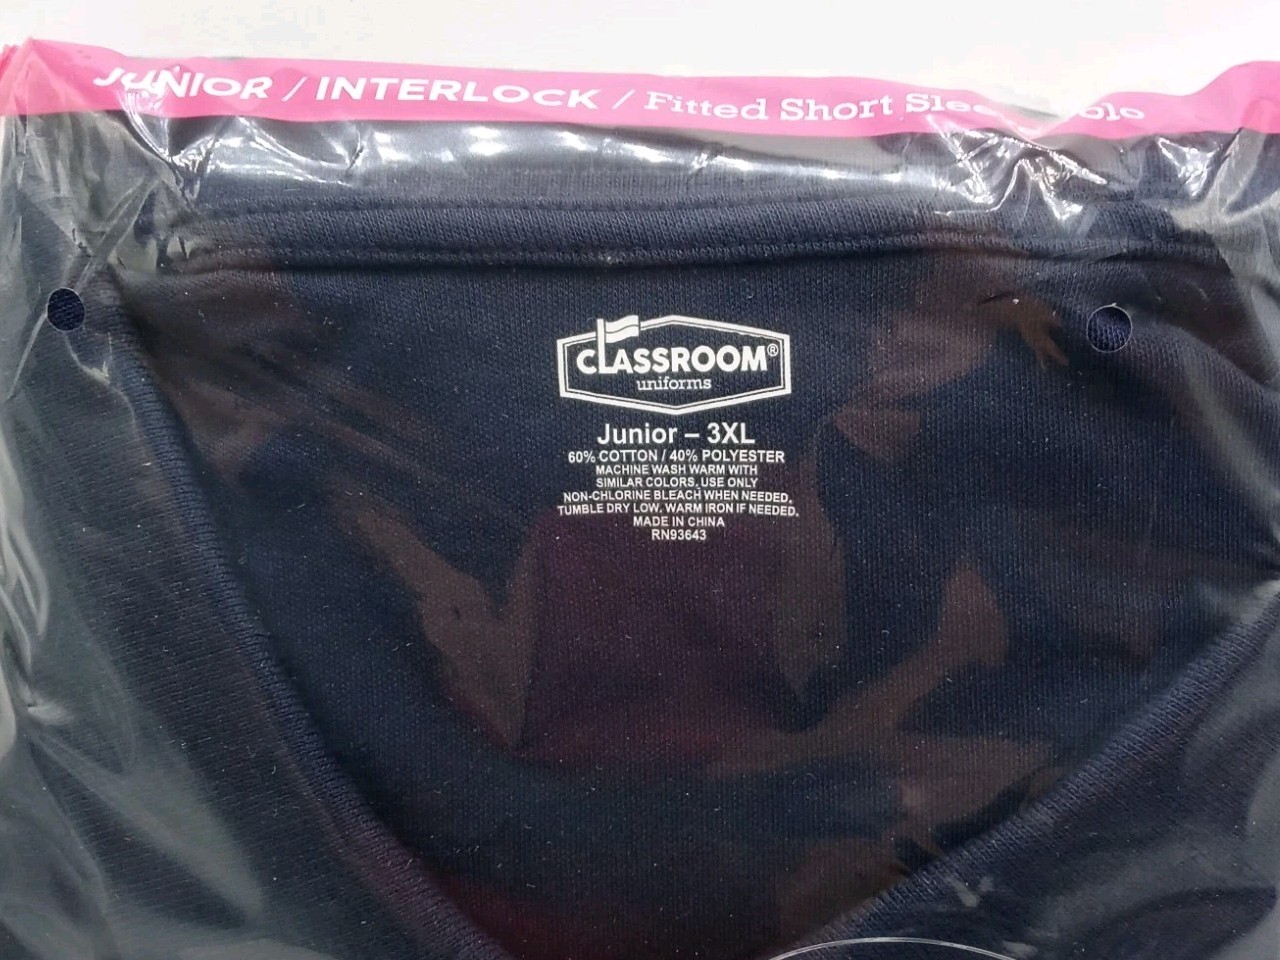 JUNIOR / INTERLOCK / Fitted Short
CLASSROOM®
uniforms
Junior – 3XL
60% COTTON / 40% POLYESTER
MACHINE WASH WARM WITH
SIMILAR COLORS. USE ONLY
NON-CHLORINE BLEACH WHEN NEEDED.
TUMBLE DRY LOW. WARM IRON IF NEEDED.
MADE IN CHINA
RN93643